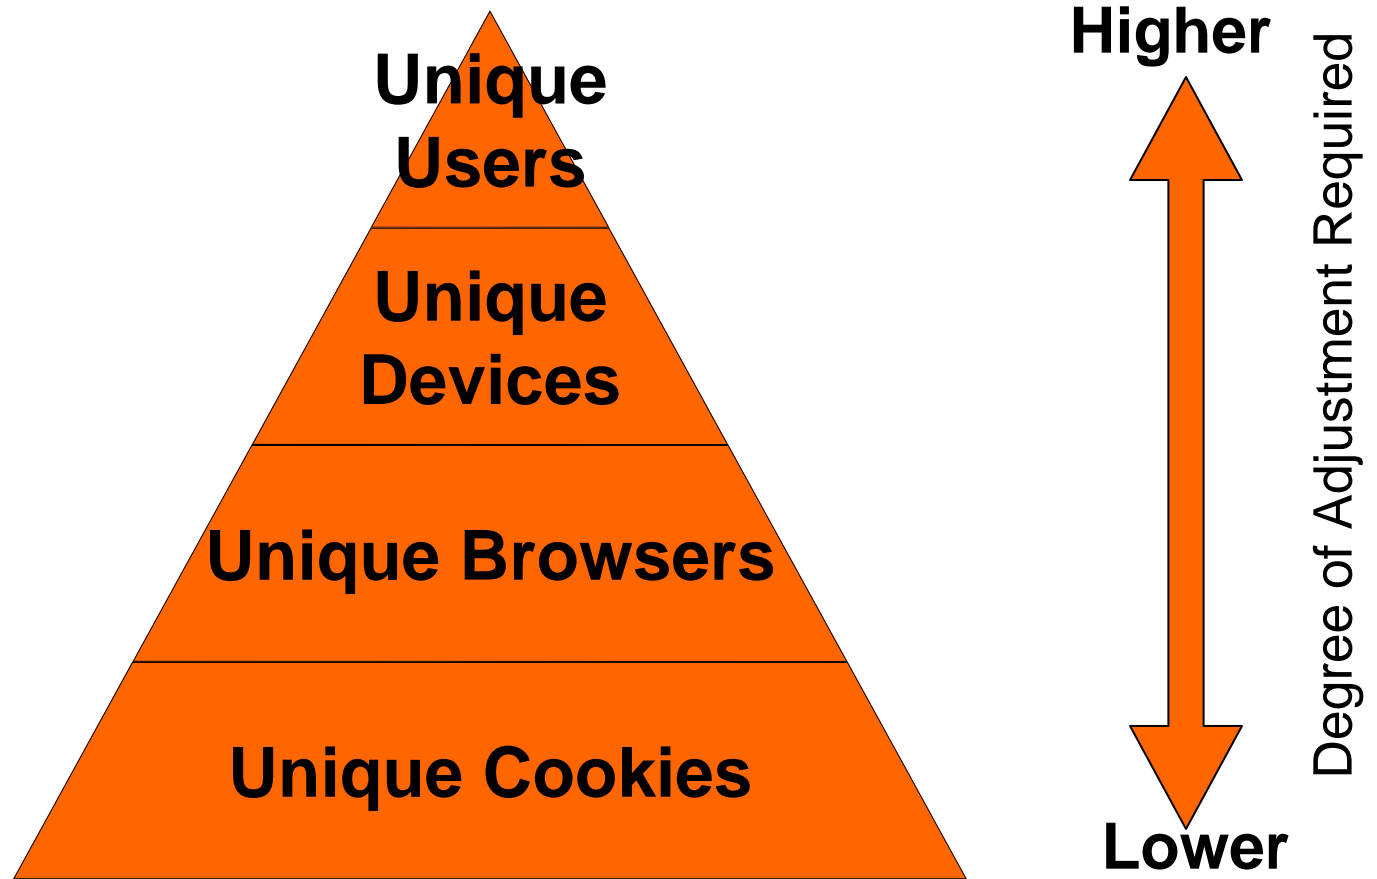 Unique
Users
Unique
Devices
Unique Browsers
Unique Cookies
Higher
Degree of Adjustment Required
Lower